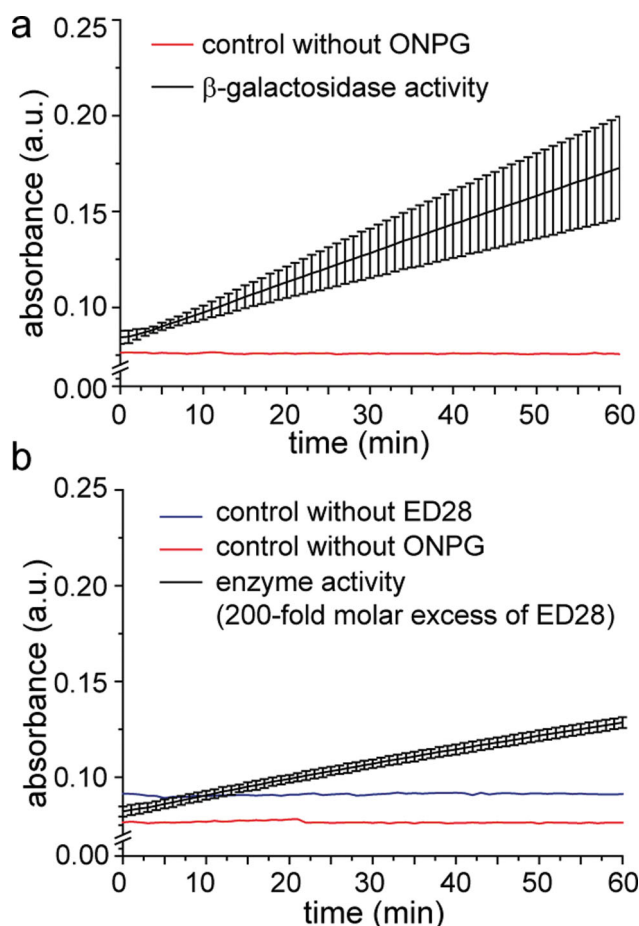 a
0.25
control without ONPG
β-galactosidase activity
0.20
0.15
0.10
0.00
absorbance (a.u.)
0 10 20 30 40 50 60
time (min)
b
0.25
control without ED28
control without ONPG
enzyme activity
(200-fold molar excess of ED28)
0.20
0.15
0.10
0.00
absorbance (a.u.)
0 10 20 30 40 50 60
time (min)